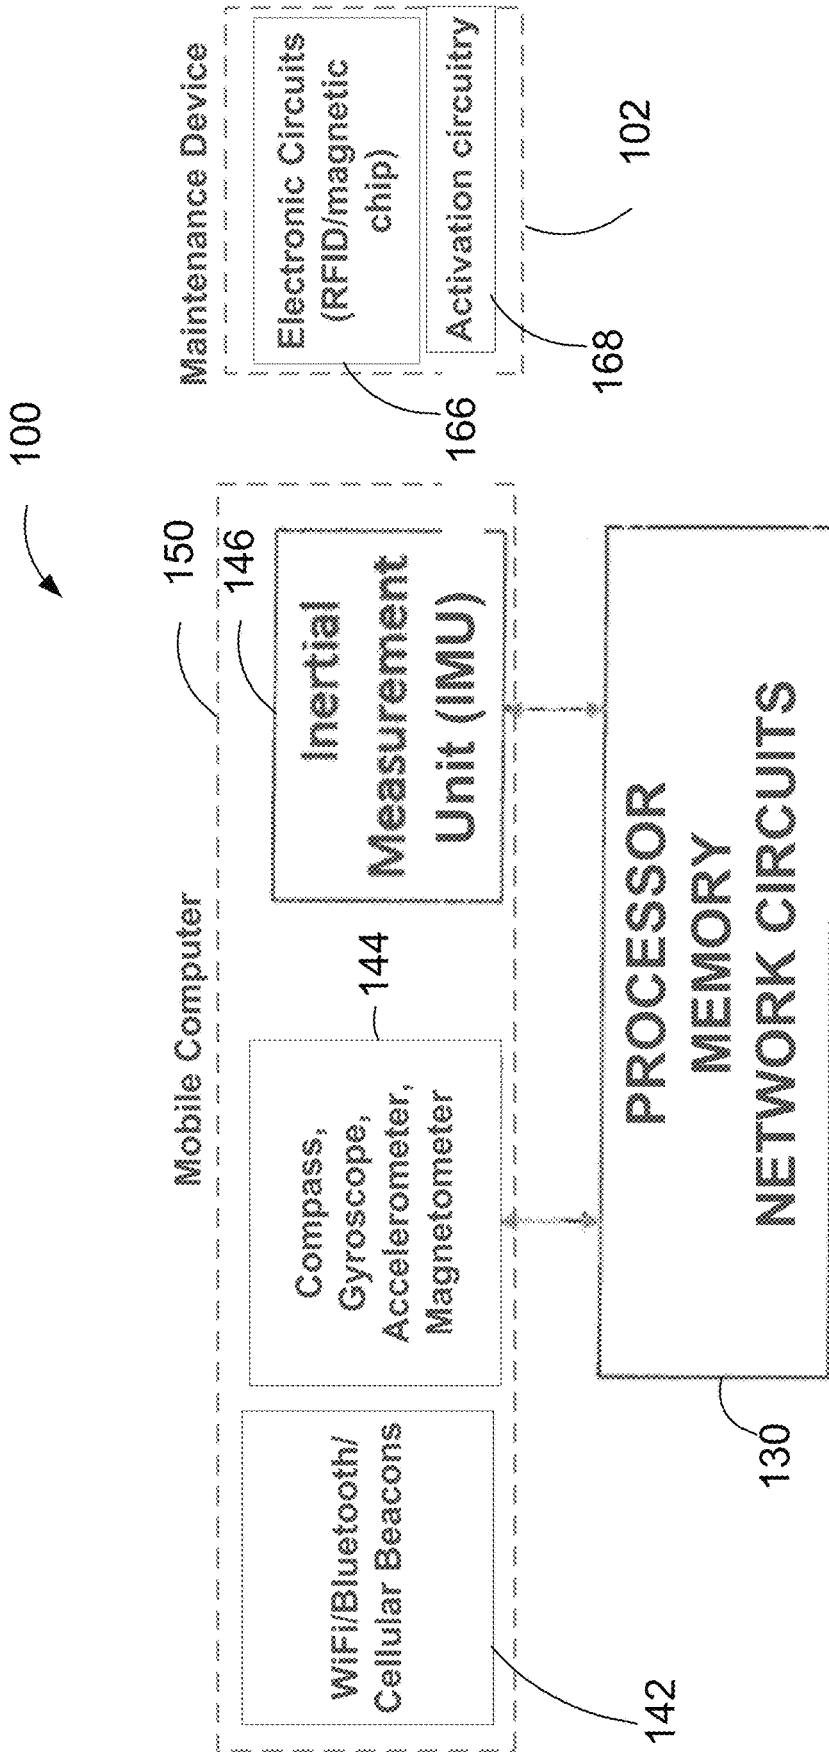 100
Mobile Computer
150
WiFi/Bluetooth/
Cellular Beacons
142
Compass,
Gyroscope,
Accelerometer,
Magnetometer
144
Inertial
Measurement
Unit (IMU)
146
Maintenance Device
Electronic Circuits
(RFID/magnetic
chip)
166
Activation circuitry
168
102
PROCESSOR
MEMORY
NETWORK CIRCUITS
130